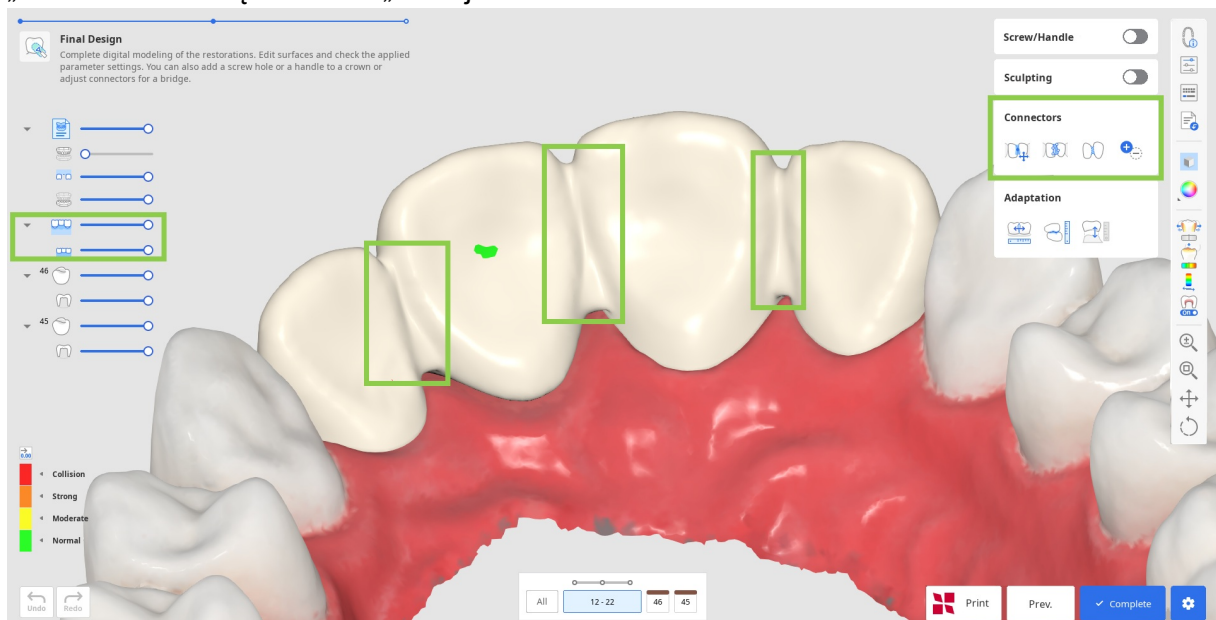 Final Design
Complete digital modeling of the restorations. Edit surfaces and check the applied
parameter settings. You can also add a screw hole or a handle to a crown or
adjust connectors for a bridge.
46
45
0.00
Collision
Strong
Moderate
Normal
Undo
Redo
All
12 - 22
46
45
Screw/Handle
Sculpting
Connectors
Adaptation
ON
Print
Prev.
Complete